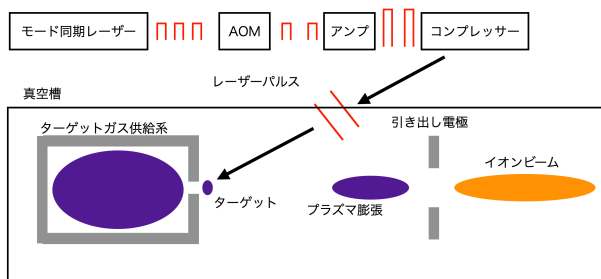 モード同期レーザー
AOM
アンプ
コンプレッサー
レーザーパルス
真空槽
引き出し電極
ターゲットガス供給系
イオンビーム
ターゲット
プラズマ膨張